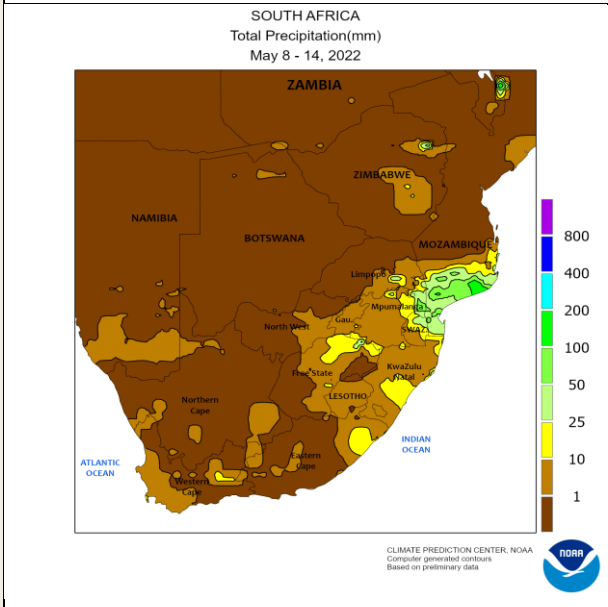 SOUTH AFRICA
Total Precipitation(mm)
May 8 - 14, 2022
ZAMBIA
ZIMBABWE
NAMIBIA
BOTSWANA
MOZAMBIQUE
Limpopo
Mpumalanga
Gau.
North West
SWAZ.
Free State
KwaZulu
Natal
LESOTHO
Northern
Cape
Eastern
Cape
Western
Cape
ATLANTIC
OCEAN
INDIAN
OCEAN
800
400
200
100
50
25
10
1
CLIMATE PREDICTION CENTER, NOAA
Computer generated contours
Based on preliminary data
NOAA